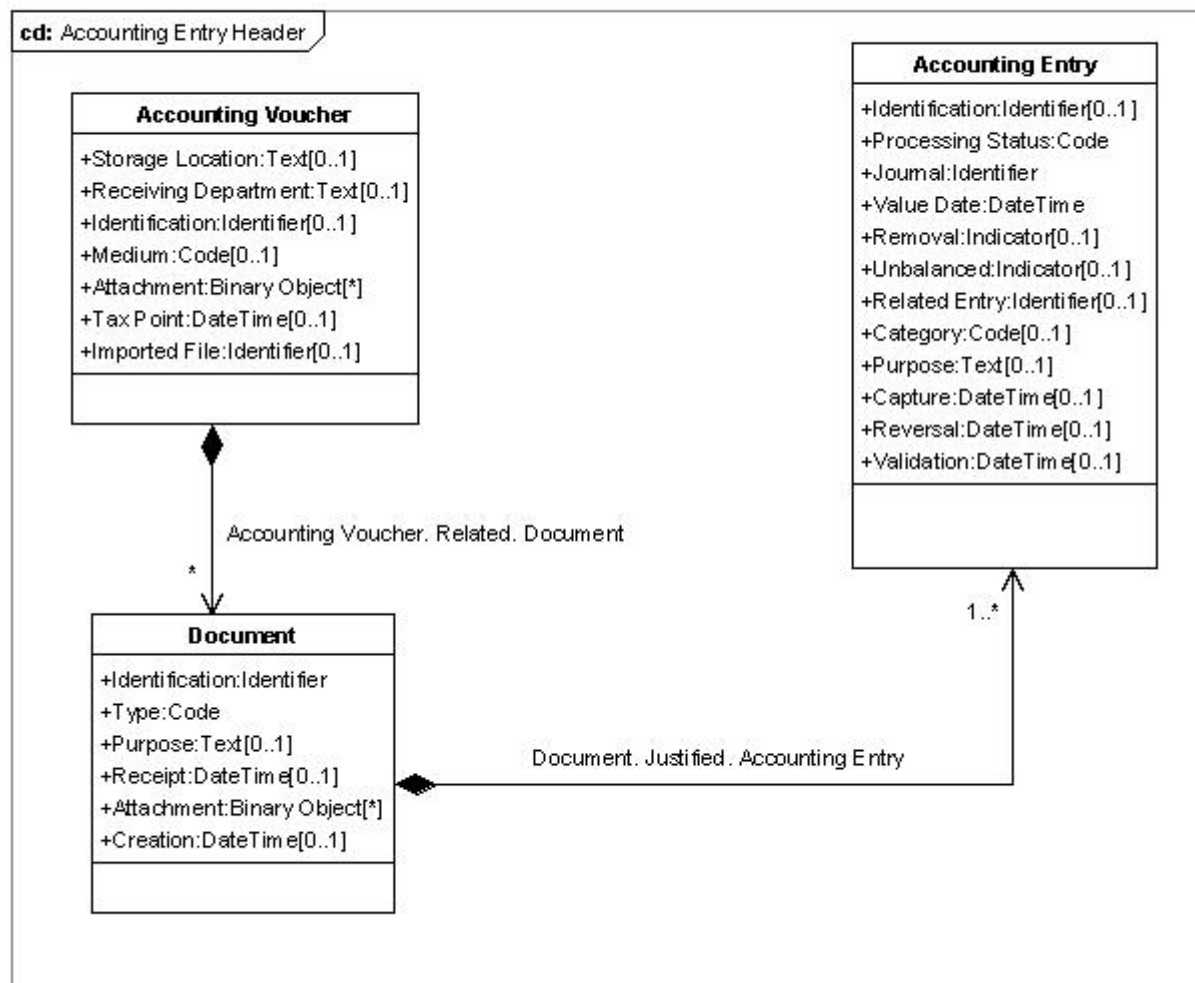 cd: Accounting Entry Header
Accounting Voucher
+Storage Location:Text[0..1]
+Receiving Department:Text[0..1]
+Identification:Identifier[0..1]
+Medium:Code[0..1]
+Attachment:Binary Object[*]
+Tax Point:DateTime[0..1]
+Imported File:Identifier[0..1]
Accounting Entry
+Identification:Identifier[0..1]
+Processing Status:Code
+Journal:Identifier
+Value Date:DateTime
+Removal:Indicator[0..1]
+Unbalanced:Indicator[0..1]
+Related Entry:Identifier[0..1]
+Category:Code[0..1]
+Purpose:Text[0..1]
+Capture:DateTime[0..1]
+Reversal:DateTime[0..1]
+Validation:DateTime[0..1]
Accounting Voucher. Related. Document
*
1..*
Document
+Identification:Identifier
+Type:Code
+Purpose:Text[0..1]
+Receipt:DateTime[0..1]
+Attachment:Binary Object[*]
+Creation:DateTime[0..1]
Document. Justified. Accounting Entry